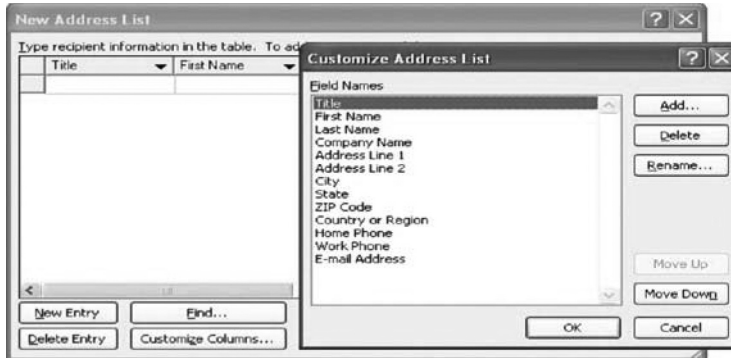 New Address List
Type recipient information in the table. To ad
Title
First Name
New Entry
Find...
Delete Entry
Customize Columns...
Customize Address List
Field Names
Title
First Name
Last Name
Company Name
Address Line 1
Address Line 2
City
State
ZIP Code
Country or Region
Home Phone
Work Phone
E-mail Address
Add...
Delete
Rename...
Move Up
Move Down
OK
Cancel